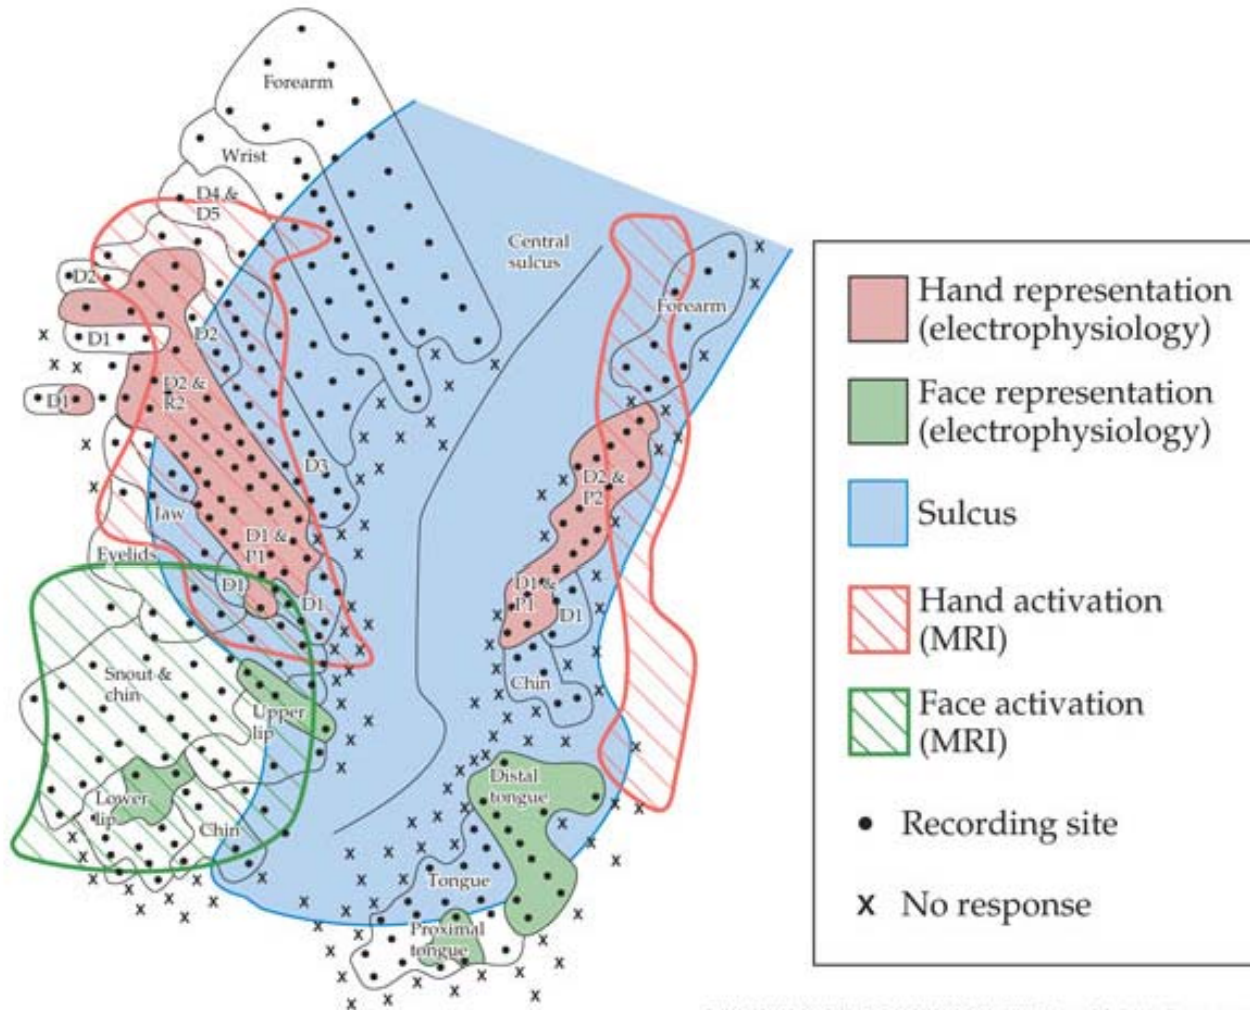 Forearm
Wrist
D4 &
D5
Central
sulcus
D2
Forearm
D1
D2
D2 &
R2
D1
D3
D2 &
P2
Jaw
D1 &
P1
Eyelids
D1
D1
D1 &
P1
D1
Snout &
chin
Chin
Upper
lip
Distal
tongue
Lower
lip
Chin
Tongue
Proximal
tongue
Hand representation
(electrophysiology)
Face representation
(electrophysiology)
Sulcus
Hand activation
(MRI)
Face activation
(MRI)
Recording site
x No response